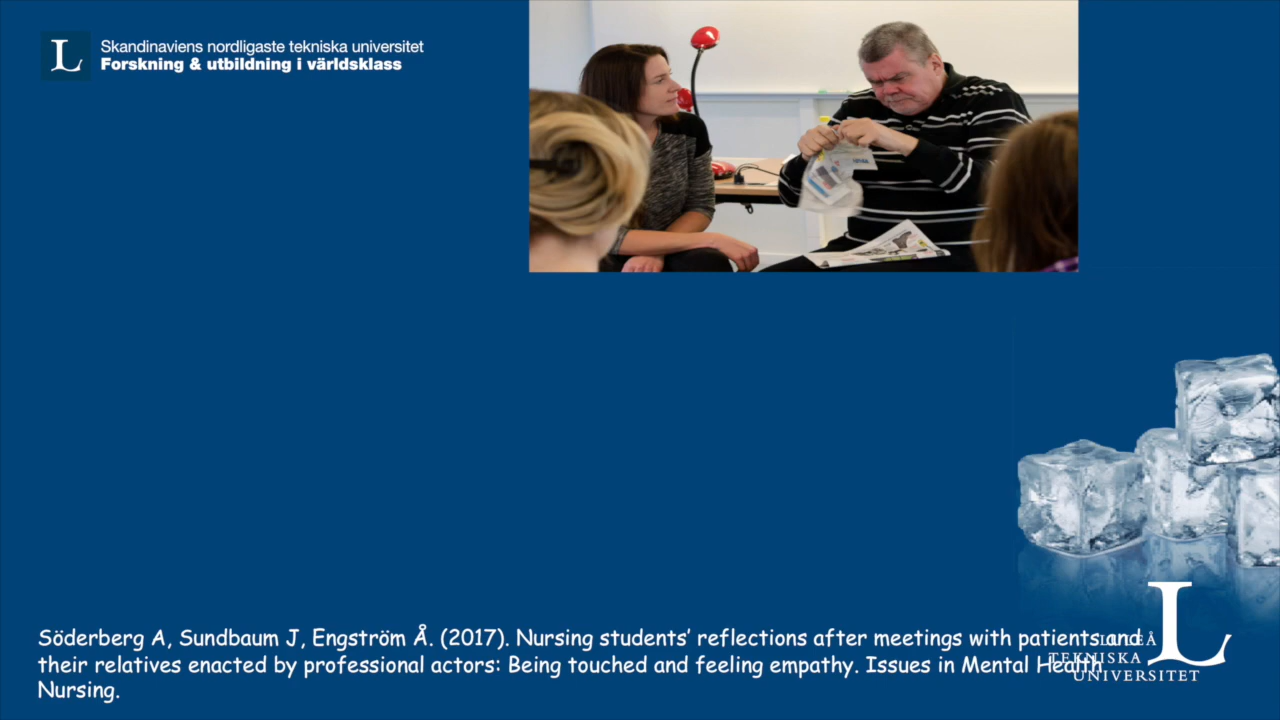 L
Skandinaviens nordligaste tekniska universitet
Forskning & utbildning i världsklass
Söderberg A, Sundbaum J, Engström Å. (2017). Nursing students’ reflections after meetings with patients and
their relatives enacted by professional actors: Being touched and feeling empathy. Issues in Mental Health
Nursing.
LULEÅ
TEKNISKA
UNIVERSITET
L